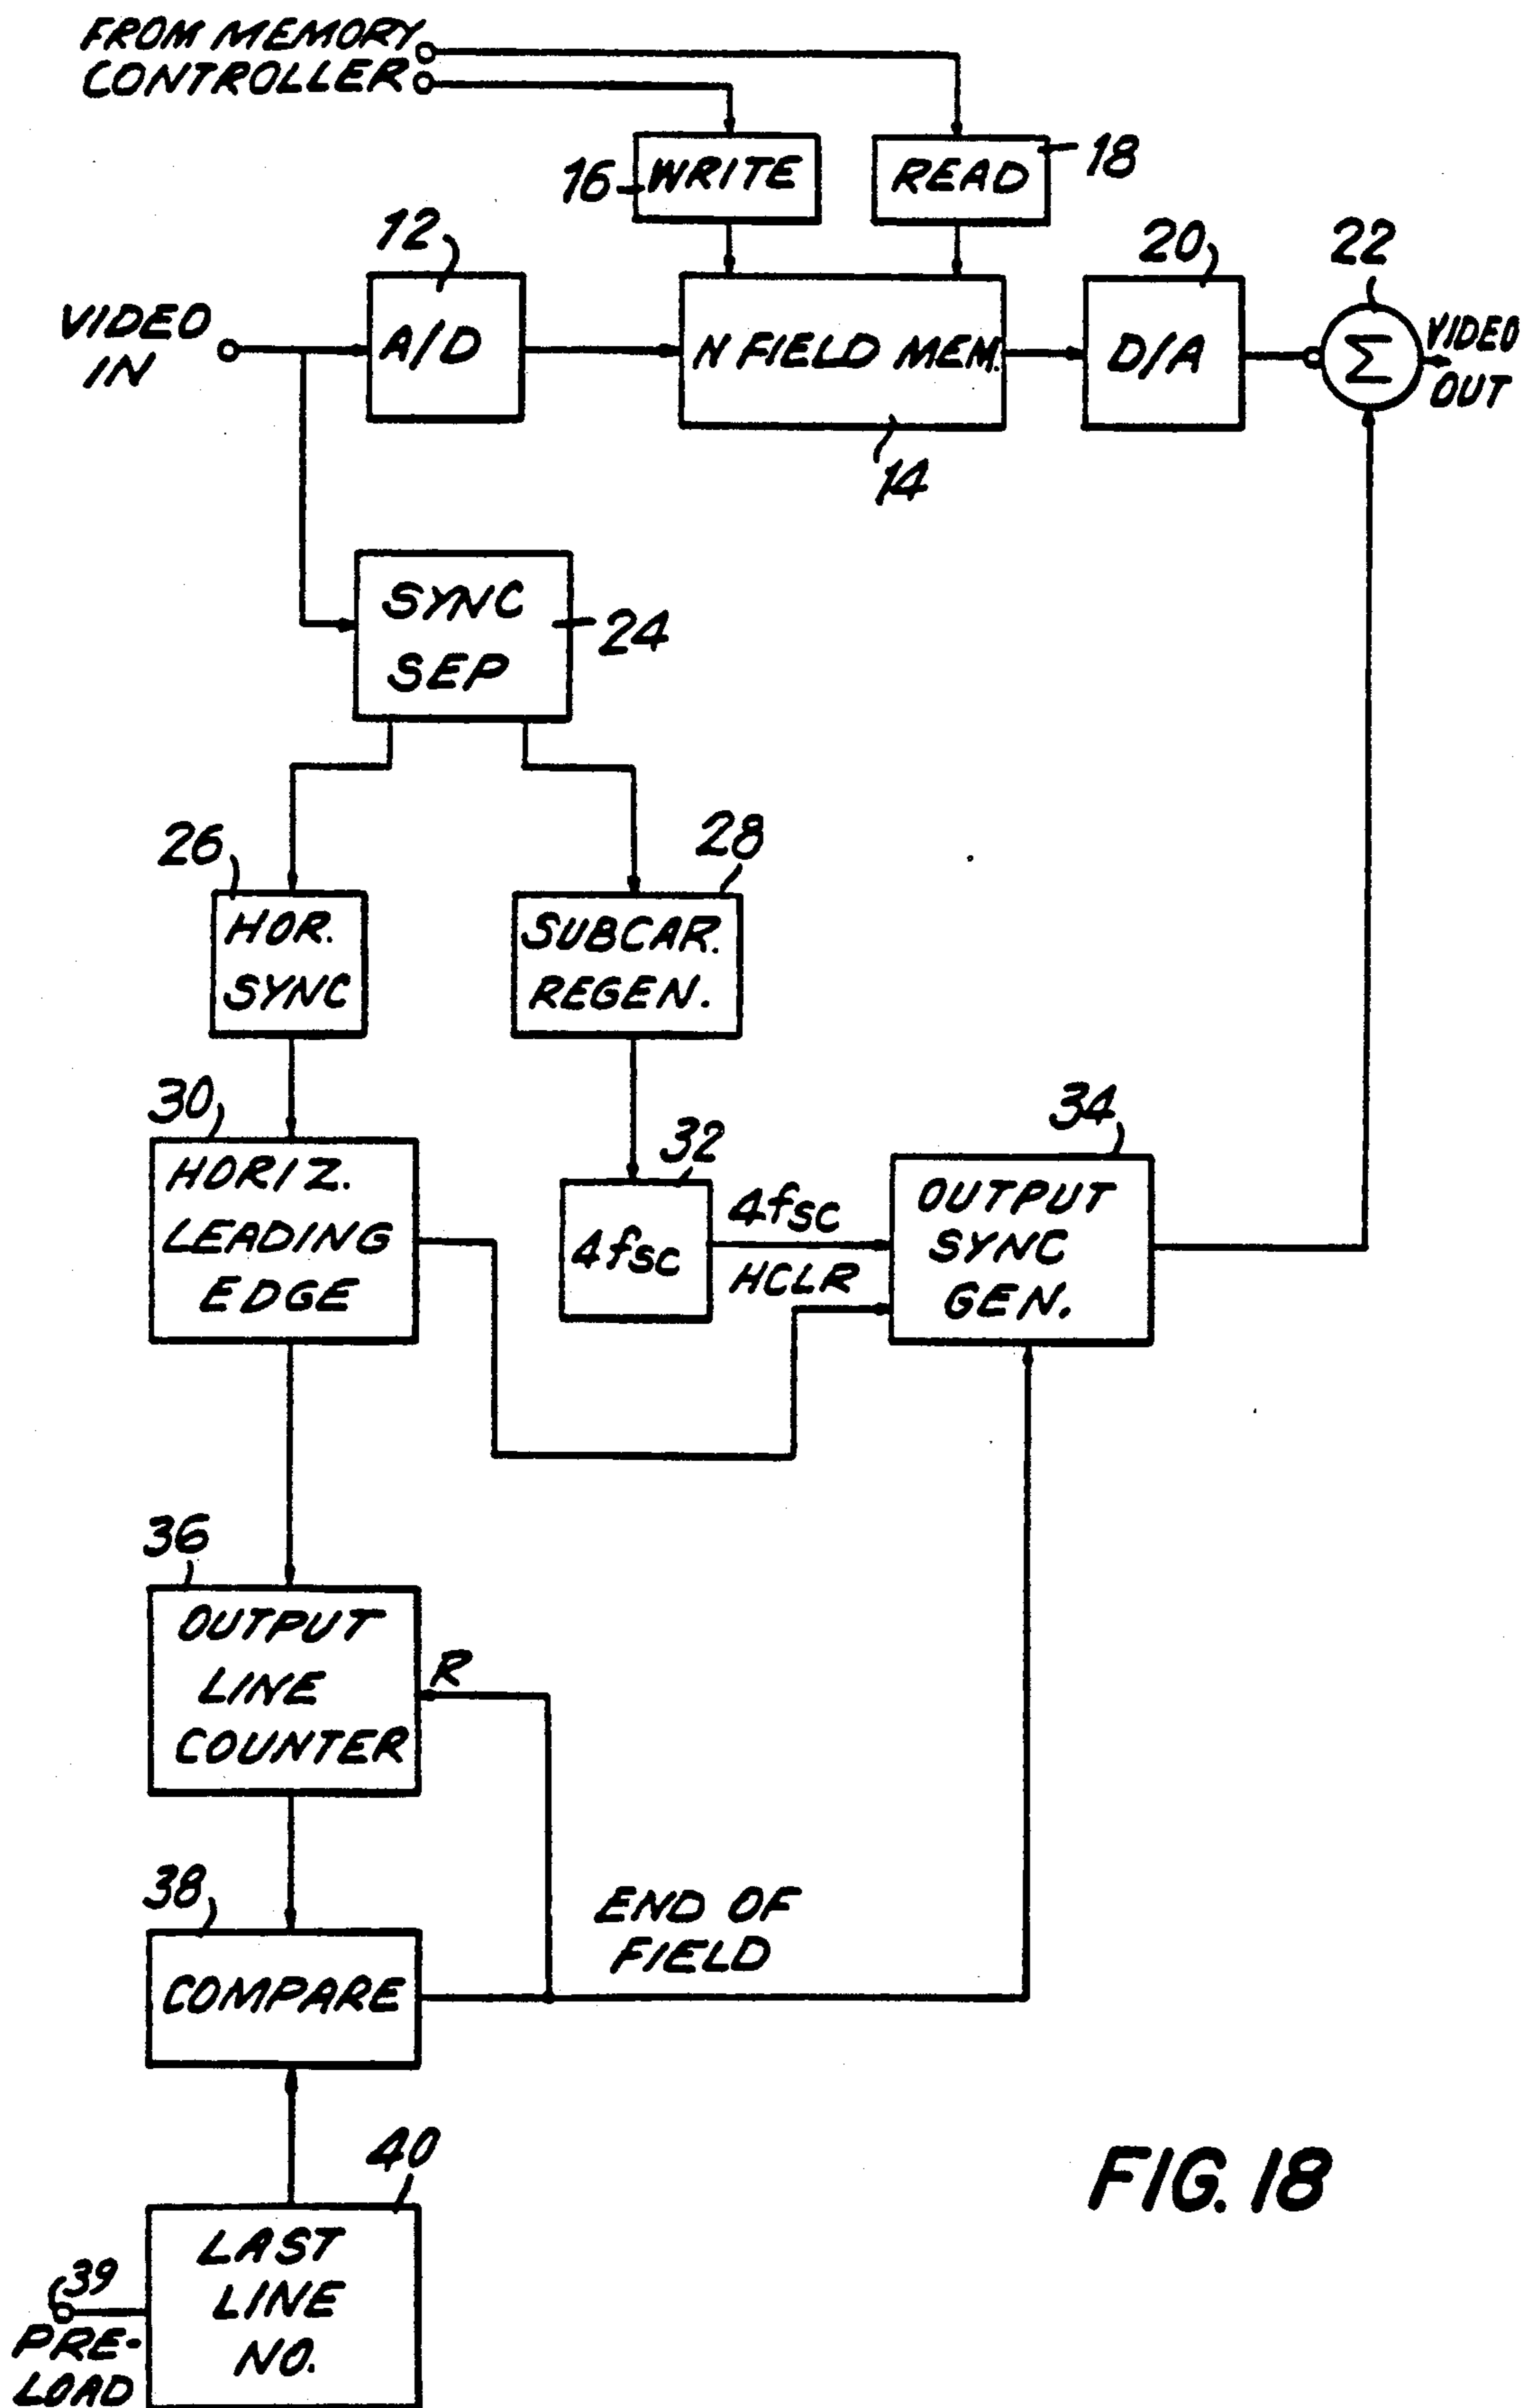 FROM MEMORY
CONTROLLER
16
WRITE
READ
18
12
20
22
VIDEO
IN
A/D
N FIELD MEM.
D/A
Σ
VIDEO
OUT
14
SYNC
SEP
24
26
28
HOR.
SYNC
SUBCAR.
REGEN.
30
32
34
HORIZ.
LEADING
EDGE
4fsc
4fsc
HCLR
OUTPUT
SYNC
GEN.
36
OUTPUT
LINE
COUNTER
R
38
COMPARE
END OF
FIELD
40
LAST
LINE
NO.
39
PRE-
LOAD
FIG. 18